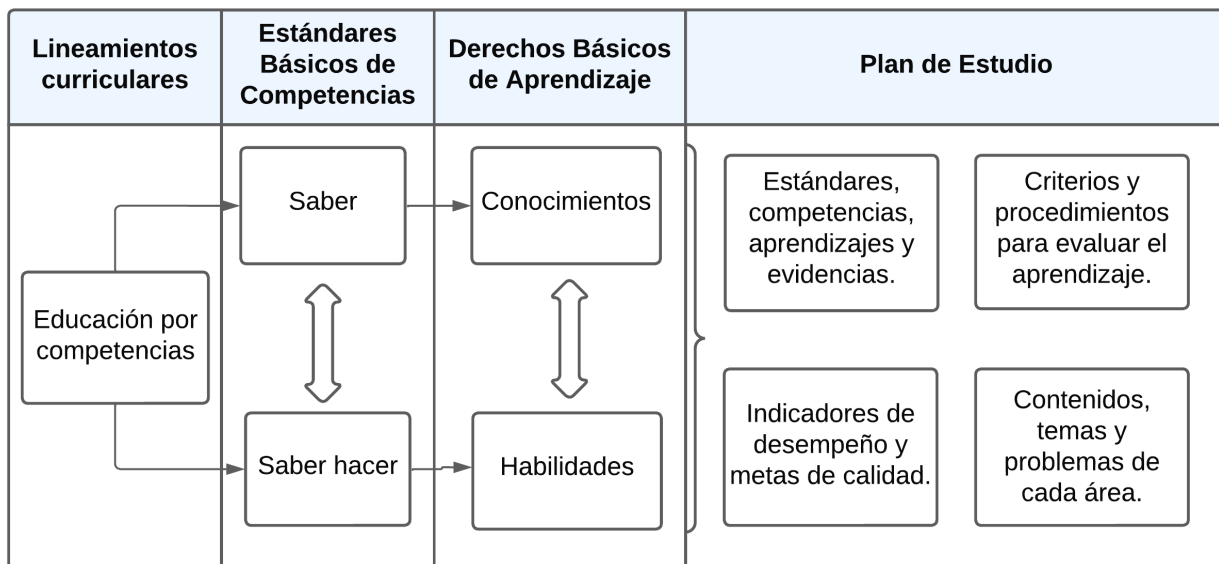 Lineamientos
curriculares
Estándares
Básicos de
Competencias
Derechos Básicos
de Aprendizaje
Plan de Estudio
Educación por
competencias
Saber
Saber hacer
Conocimientos
Habilidades
Estándares,
competencias,
aprendizajes y
evidencias.
Criterios y
procedimientos
para evaluar el
aprendizaje.
Indicadores de
desempeño y
metas de calidad.
Contenidos,
temas y
problemas de
cada área.